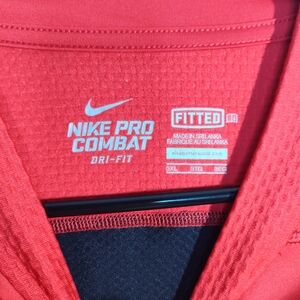 NIKE PRO
COMBAT
DRI-FIT
FITTED
MADE IN SRI LANKA
FABRIQUÉ AU SRI LANKA